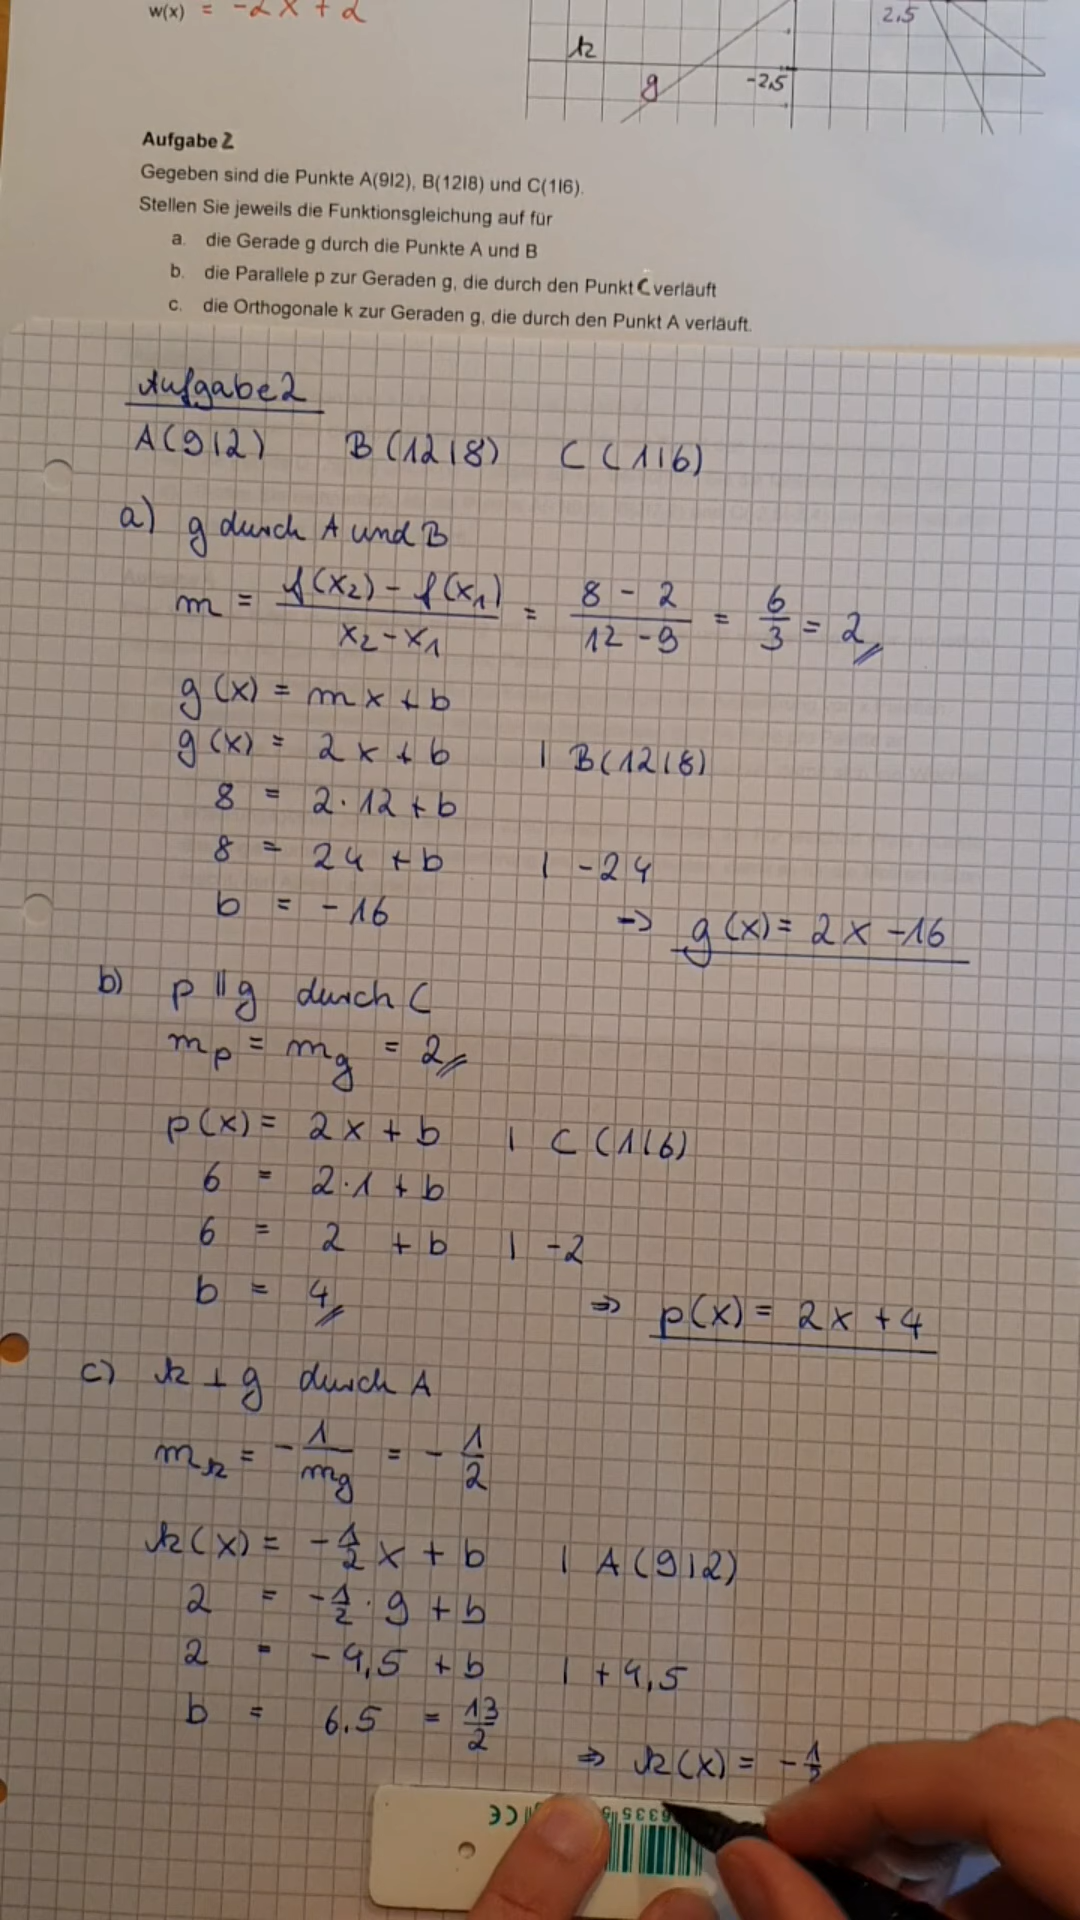 w(x) = -2x + 2
2,5
k
g
-2,5
Aufgabe 2
Gegeben sind die Punkte A(9I2), B(12I8) und C(1I6).
Stellen Sie jeweils die Funktionsgleichung auf für
a. die Gerade g durch die Punkte A und B
b. die Parallele p zur Geraden g, die durch den Punkt C verläuft
c. die Orthogonale k zur Geraden g, die durch den Punkt A verläuft.
Aufgabe 2
A(9|2) B(12|8) C(1|6)
a) g durch A und B
m = (f(x₂) - f(x₁))/(x₂ - x₁) = (8 - 2)/(12 - 9) = 6/3 = 2
g(x) = mx + b
g(x) = 2x + b | B(12|8)
8 = 2·12 + b
8 = 24 + b | -24
b = -16 → g(x) = 2x - 16
b) p ∥ g durch C
mₚ = m_g = 2
p(x) = 2x + b | C(1|6)
6 = 2·1 + b
6 = 2 + b | -2
b = 4 ⇒ p(x) = 2x + 4
c) k ⊥ g durch A
mₖ = -1/m_g = -1/2
k(x) = -1/2 x + b | A(9|2)
2 = -1/2 · 9 + b
2 = -4,5 + b | +4,5
b = 6,5 = 13/2
⇒ k(x) = -1/2
CE